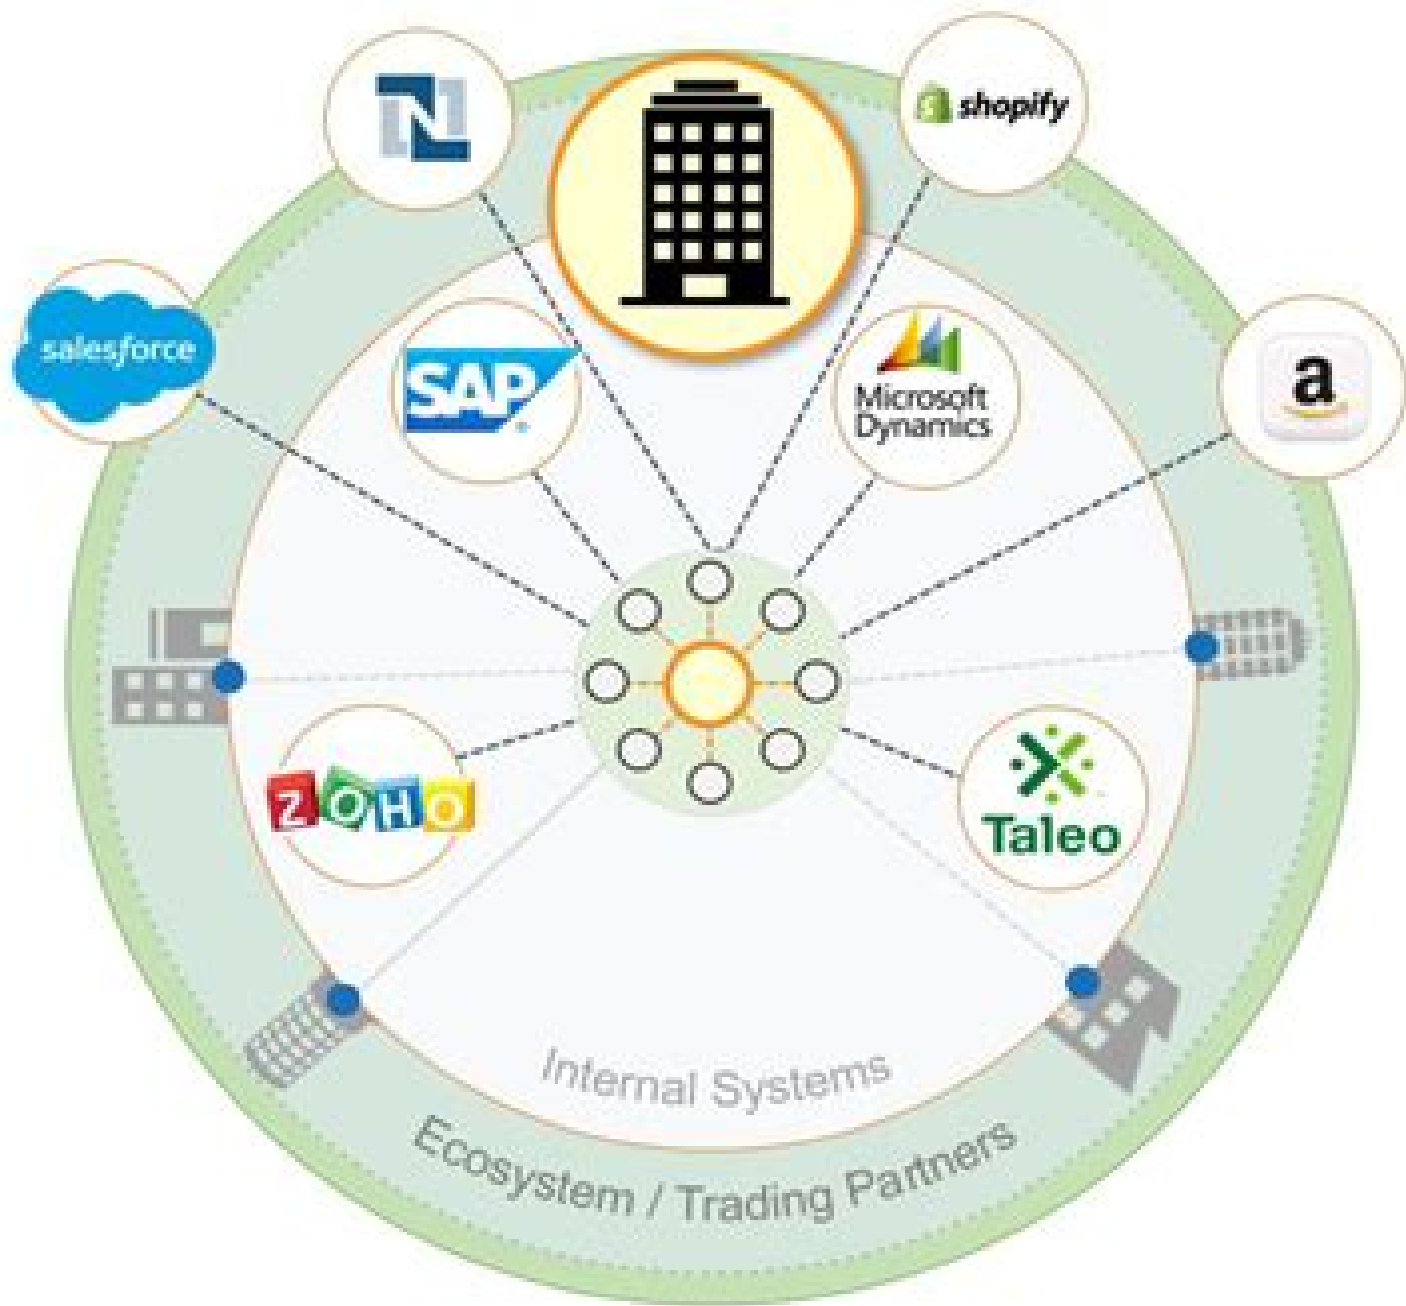 N
shopify
salesforce
SAP
Microsoft
Dynamics
a
ZOHO
Taleo
Internal Systems
Ecosystem / Trading Partners